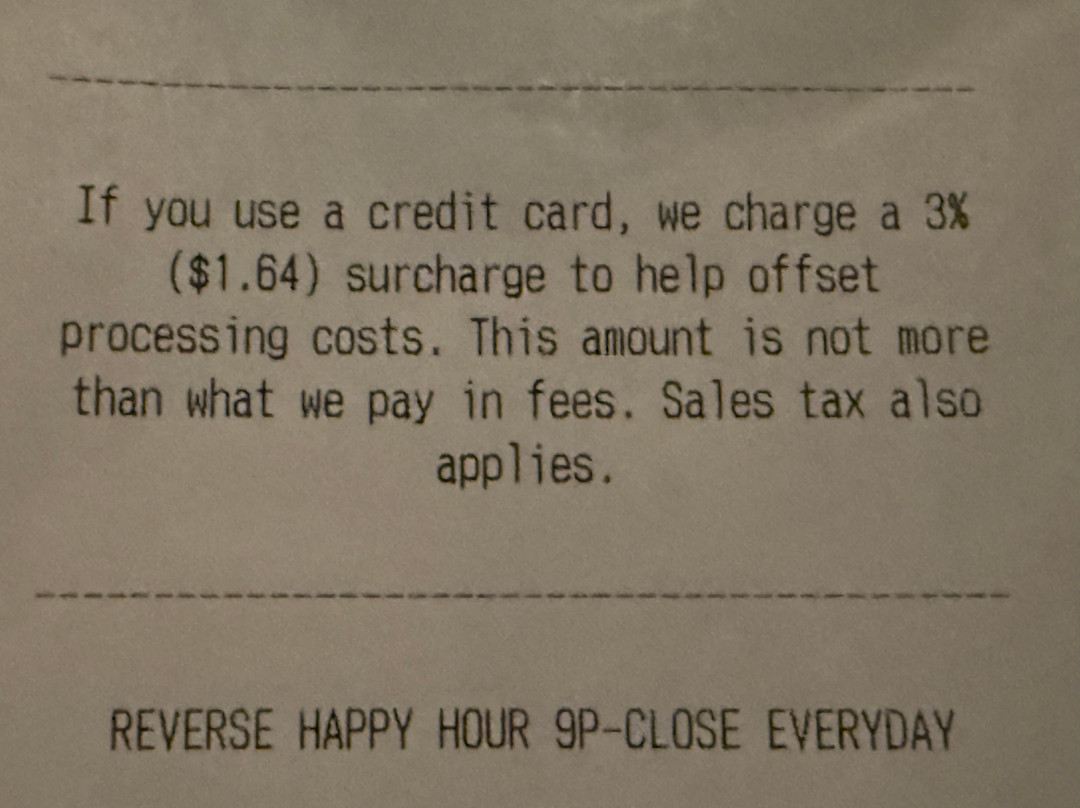 If you use a credit card, we charge a 3%
($1.64) surcharge to help offset
processing costs. This amount is not more
than what we pay in fees. Sales tax also
applies.
REVERSE HAPPY HOUR 9P-CLOSE EVERYDAY